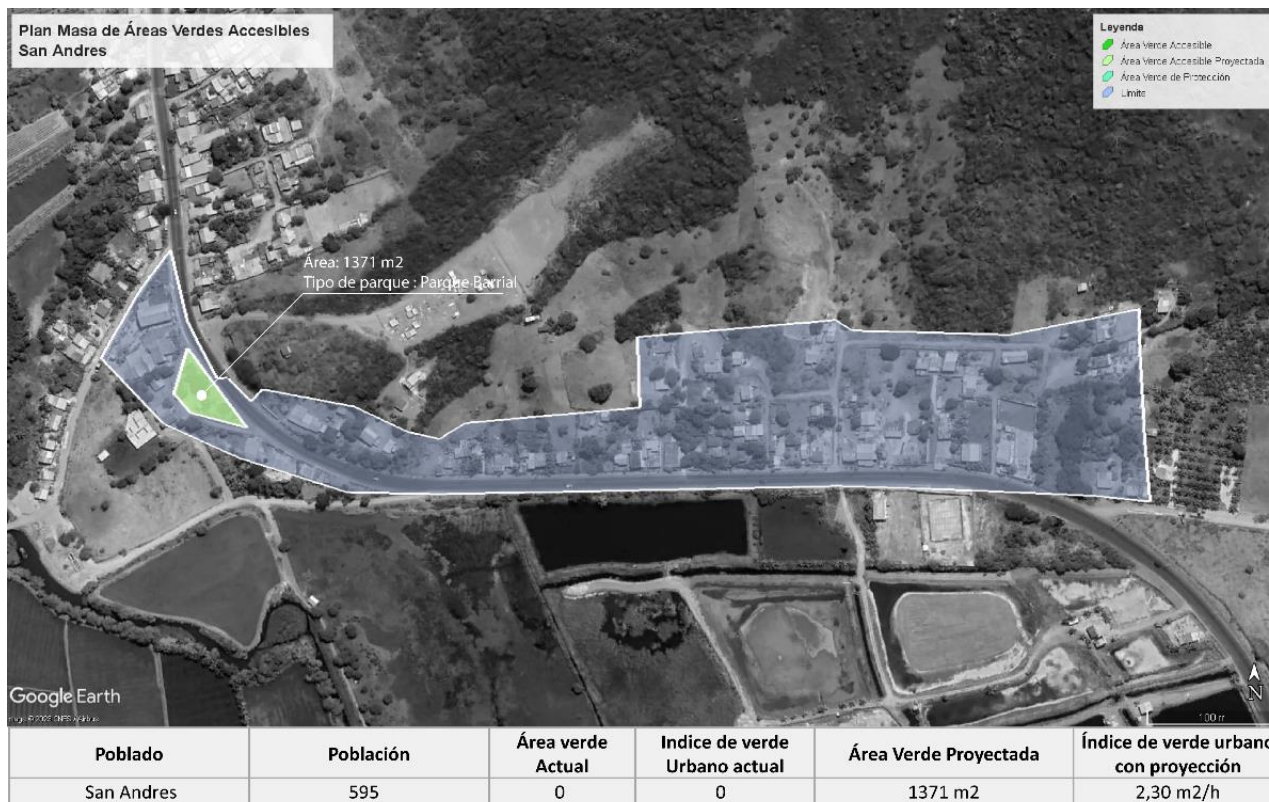 Plan Masa de Áreas Verdes Accesibles
San Andres
Leyenda
Área Verde Accesible
Área Verde Accesible Proyectada
Área Verde de Protección
Límite
Área: 1371 m2
Tipo de parque : Parque Barrial
Google Earth
N
100 m
Poblado Población Área verde Actual Indice de verde Urbano actual Área Verde Proyectada Índice de verde urbano con proyección
San Andres 595 0 0 1371 m2 2,30 m2/h